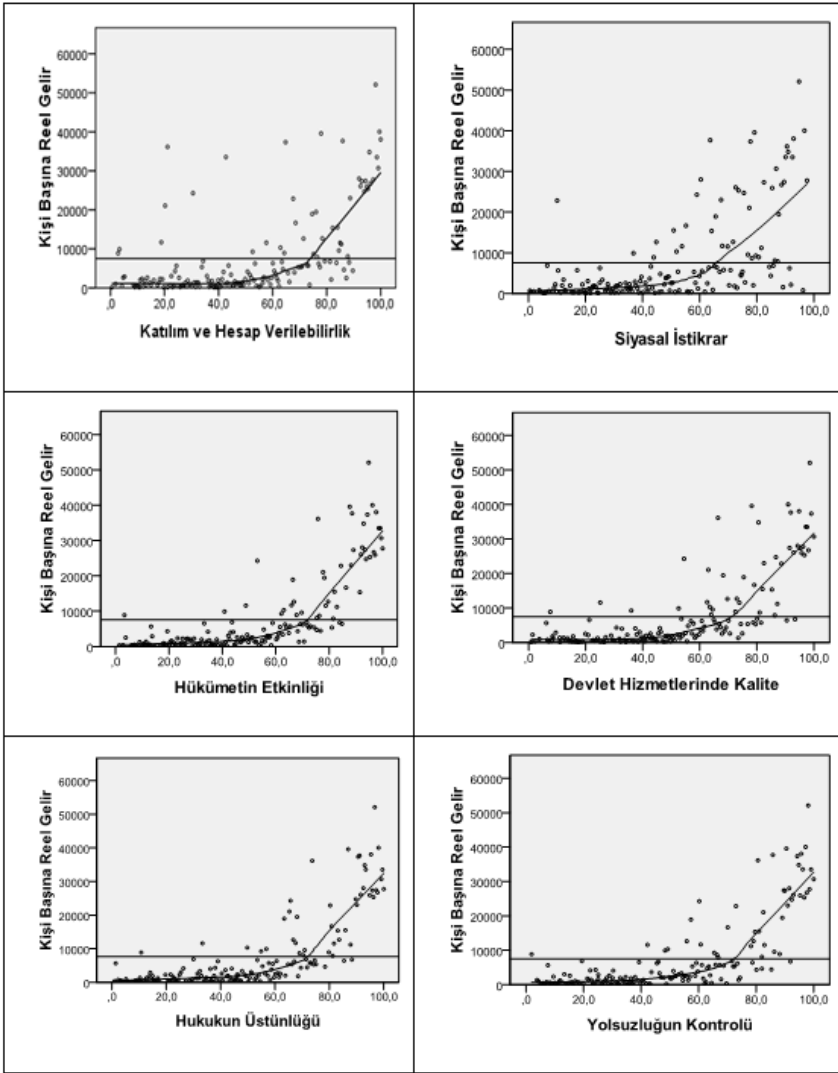 Kişi Başına Reel Gelir
60000
50000
40000
30000
20000
10000
0
,0 20,0 40,0 60,0 80,0 100,0
Katılım ve Hesap Verilebilirlik
Kişi Başına Reel Gelir
60000
50000
40000
30000
20000
10000
0
,0 20,0 40,0 60,0 80,0 100,0
Siyasal İstikrar
Kişi Başına Reel Gelir
60000
50000
40000
30000
20000
10000
0
,0 20,0 40,0 60,0 80,0 100,0
Hükümetin Etkinliği
Kişi Başına Reel Gelir
60000
50000
40000
30000
20000
10000
0
,0 20,0 40,0 60,0 80,0 100,0
Devlet Hizmetlerinde Kalite
Kişi Başına Reel Gelir
60000
50000
40000
30000
20000
10000
0
,0 20,0 40,0 60,0 80,0 100,0
Hukukun Üstünlüğü
Kişi Başına Reel Gelir
60000
50000
40000
30000
20000
10000
0
,0 20,0 40,0 60,0 80,0 100,0
Yolsuzluğun Kontrolü